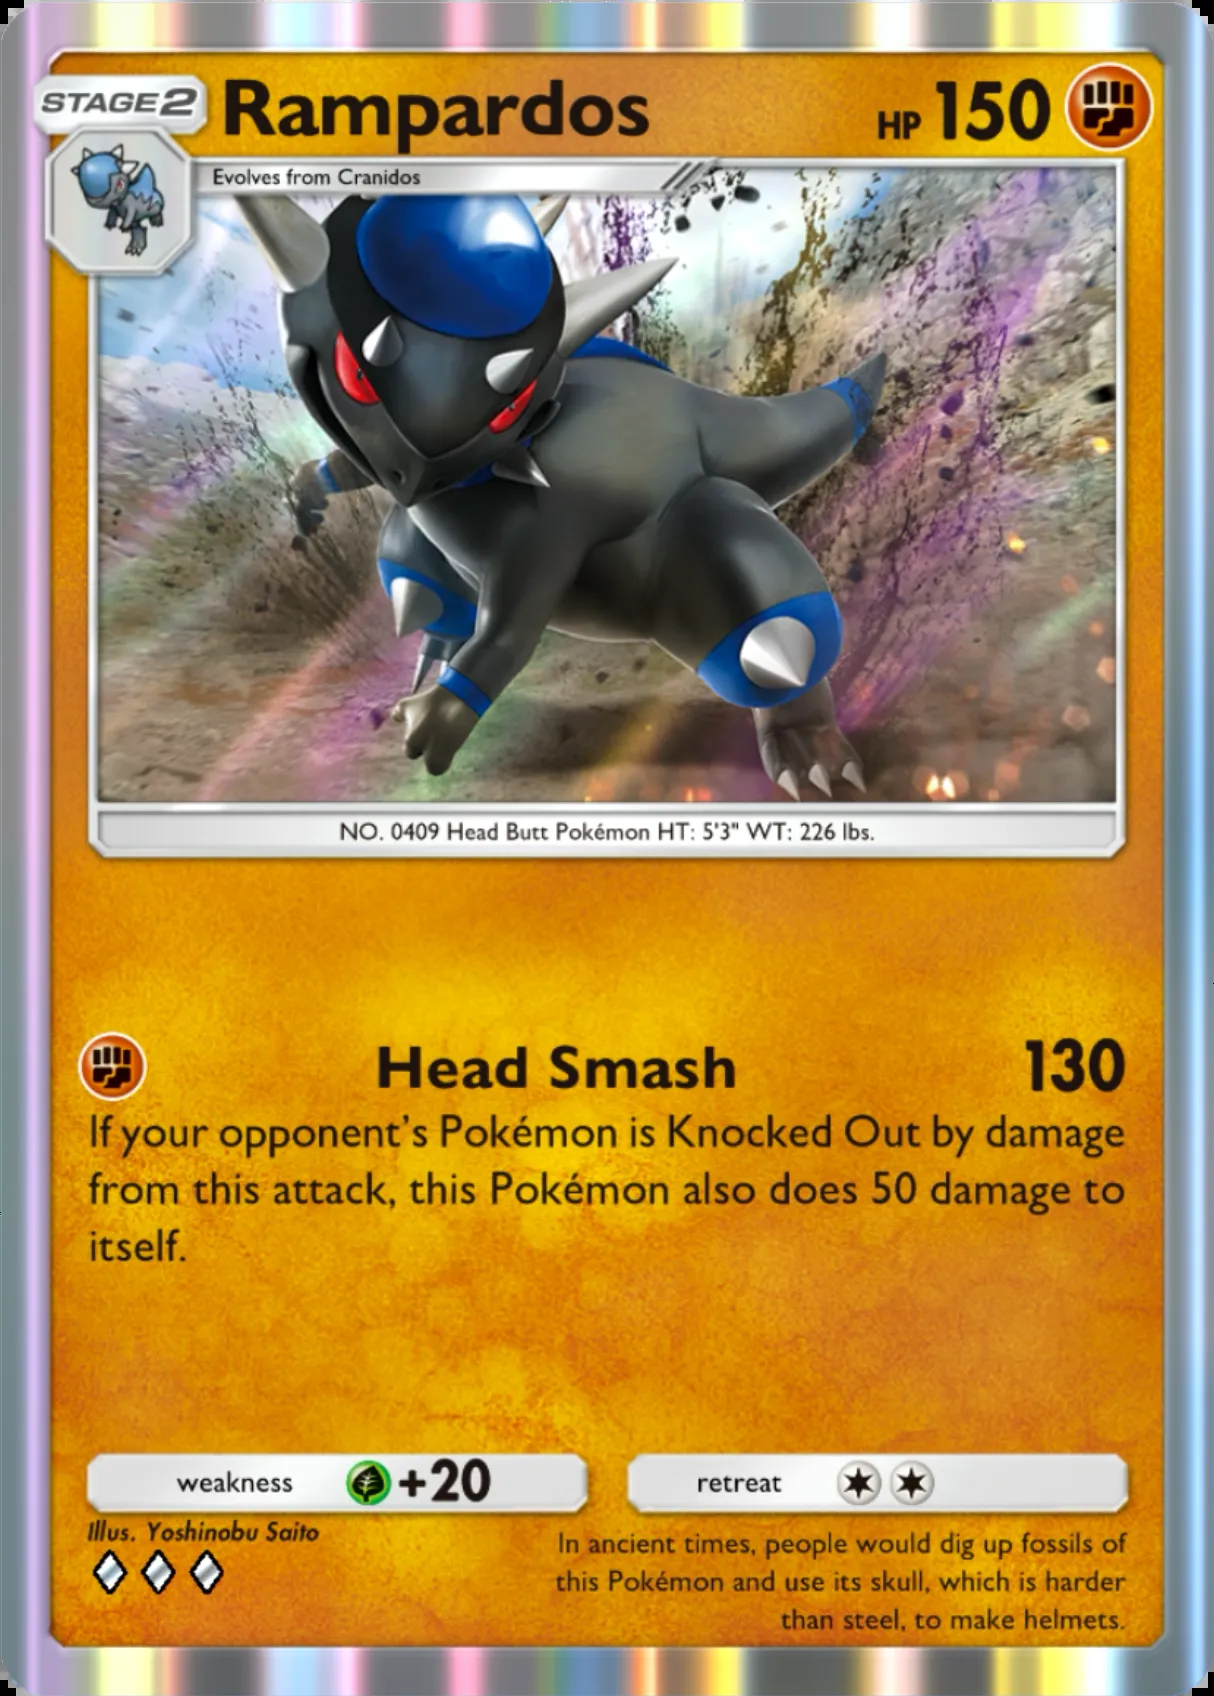 STAGE2
Rampardos
HP 150
Evolves from Cranidos
NO. 0409 Head Butt Pokémon HT: 5'3" WT: 226 lbs.
Head Smash 130
If your opponent's Pokémon is Knocked Out by damage
from this attack, this Pokémon also does 50 damage to
itself.
weakness +20
retreat
Illus. Yoshinobu Saito
In ancient times, people would dig up fossils of
this Pokémon and use its skull, which is harder
than steel, to make helmets.